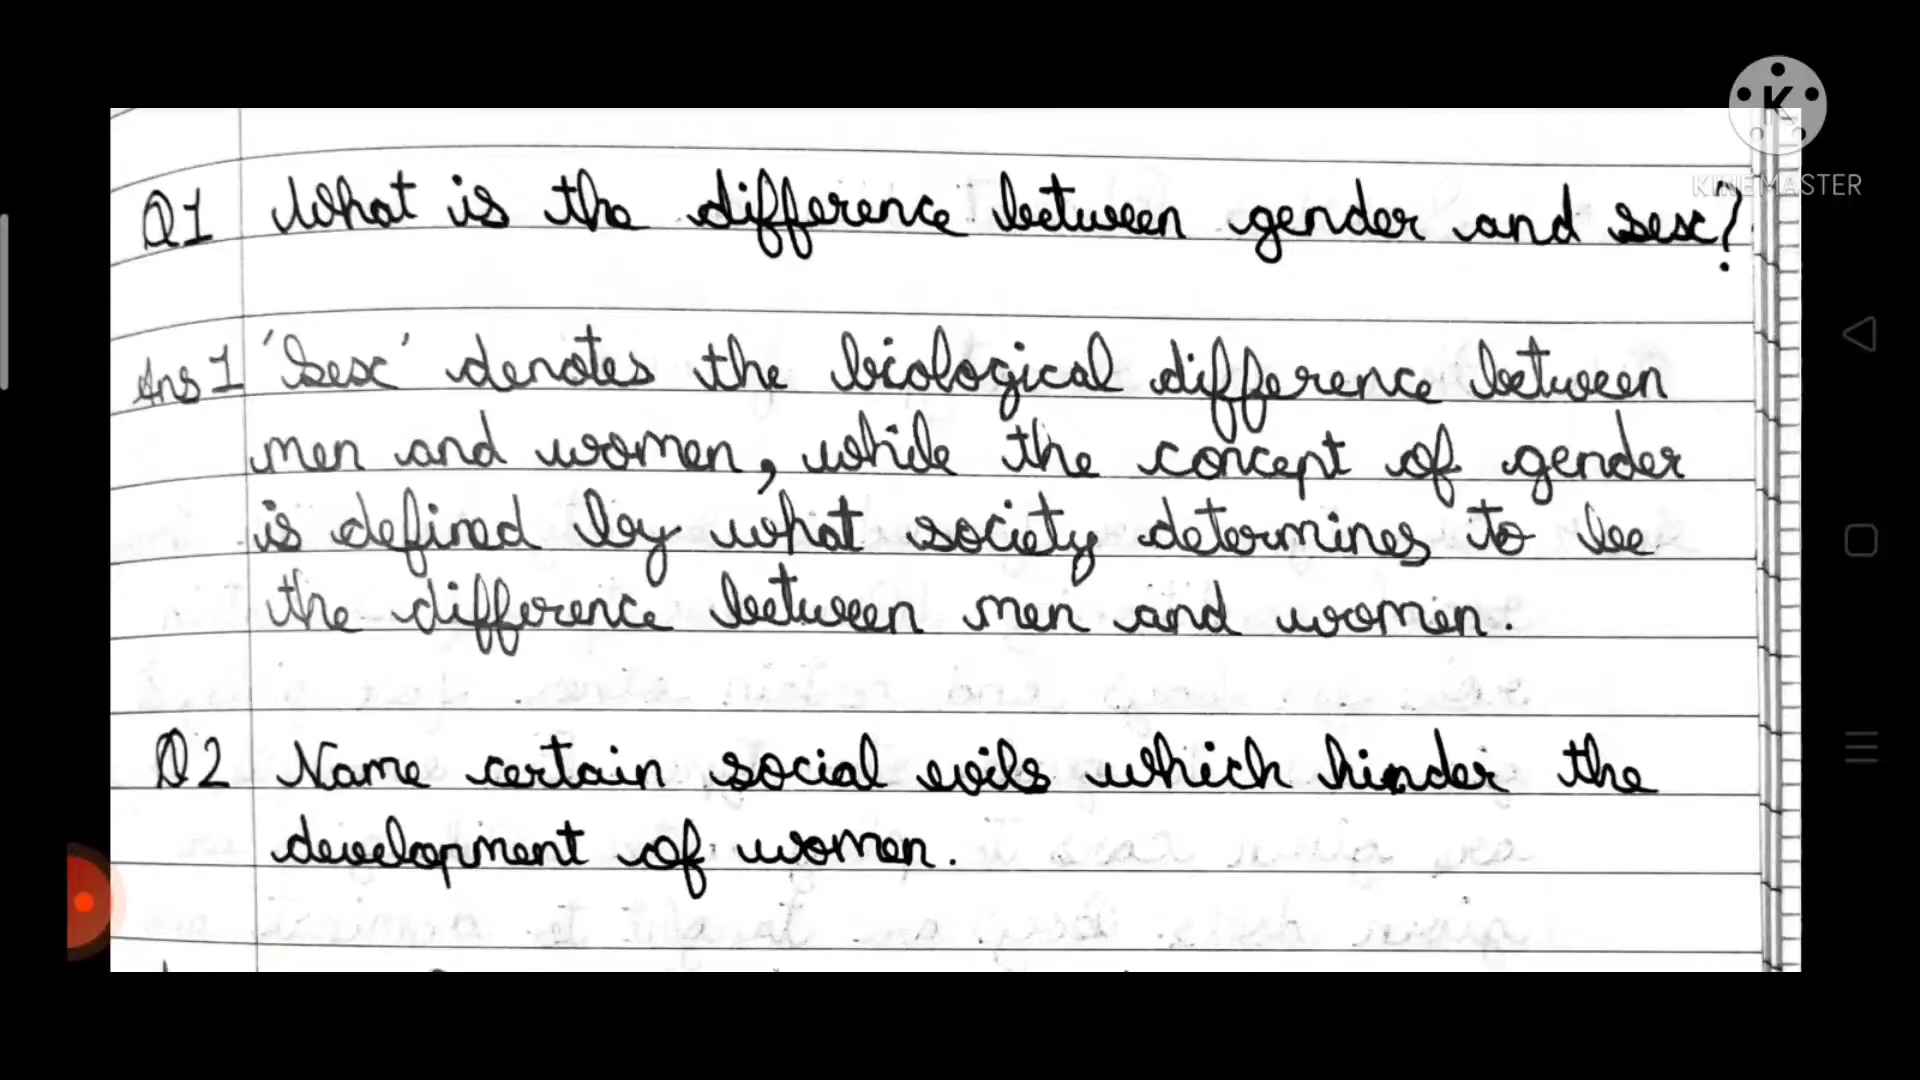 Q1 What is the difference between gender and sex?
Ans 1 'Sex' denotes the biological difference between
men and women, while the concept of gender
is defined by what society determines to be
the difference between men and women.
Q2 Name certain social evils which hinder the
development of women.
K
KINEMASTER